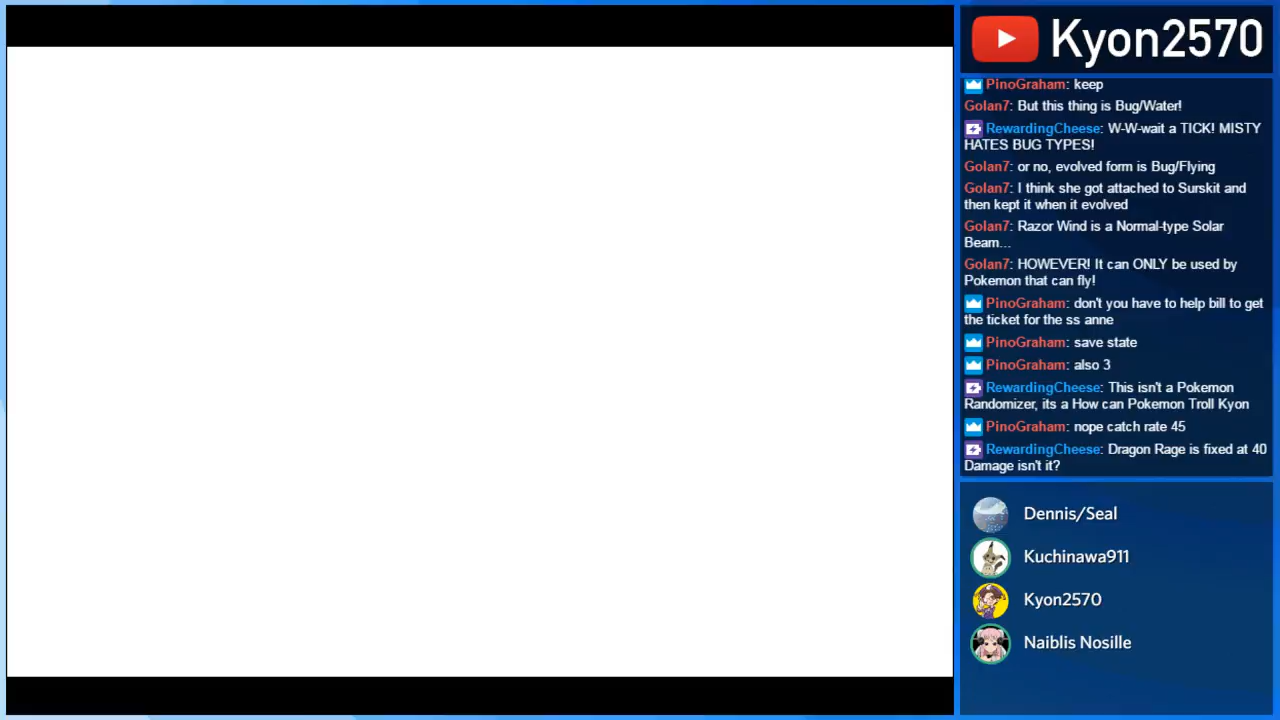 Kyon2570
PinoGraham: keep
Golan7: But this thing is Bug/Water!
RewardingCheese: W-W-wait a TICK! MISTY
HATES BUG TYPES!
Golan7: or no, evolved form is Bug/Flying
Golan7: I think she got attached to Surskit and
then kept it when it evolved
Golan7: Razor Wind is a Normal-type Solar
Beam...
Golan7: HOWEVER! It can ONLY be used by
Pokemon that can fly!
PinoGraham: don't you have to help bill to get
the ticket for the ss anne
PinoGraham: save state
PinoGraham: also 3
RewardingCheese: This isn't a Pokemon
Randomizer, its a How can Pokemon Troll Kyon
PinoGraham: nope catch rate 45
RewardingCheese: Dragon Rage is fixed at 40
Damage isn't it?
Dennis/Seal
Kuchinawa911
Kyon2570
Naiblis Nosille